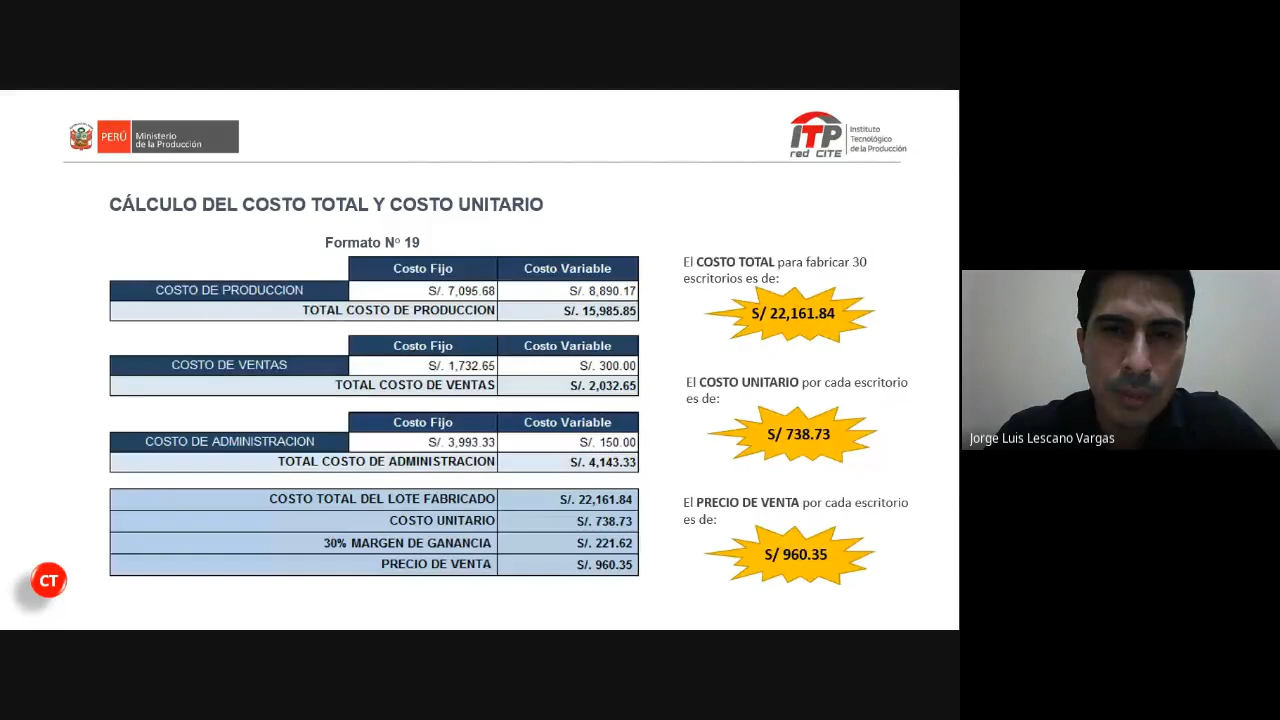 PERÚ
Ministerio
de la Producción
ITP
red CITE
Instituto
Tecnológico
de la Producción
CÁLCULO DEL COSTO TOTAL Y COSTO UNITARIO
Formato Nº 19
Costo Fijo Costo Variable
COSTO DE PRODUCCION S/. 7,095.68 S/. 8,890.17
TOTAL COSTO DE PRODUCCION S/. 15,985.85
Costo Fijo Costo Variable
COSTO DE VENTAS S/. 1,732.65 S/. 300.00
TOTAL COSTO DE VENTAS S/. 2,032.65
Costo Fijo Costo Variable
COSTO DE ADMINISTRACION S/. 3,993.33 S/. 150.00
TOTAL COSTO DE ADMINISTRACION S/. 4,143.33
COSTO TOTAL DEL LOTE FABRICADO S/. 22,161.84
COSTO UNITARIO S/. 738.73
30% MARGEN DE GANANCIA S/. 221.62
PRECIO DE VENTA S/. 960.35
El COSTO TOTAL para fabricar 30
escritorios es de:
S/ 22,161.84
El COSTO UNITARIO por cada escritorio
es de:
S/ 738.73
El PRECIO DE VENTA por cada escritorio
es de:
S/ 960.35
CT
Jorge Luis Lescano Vargas